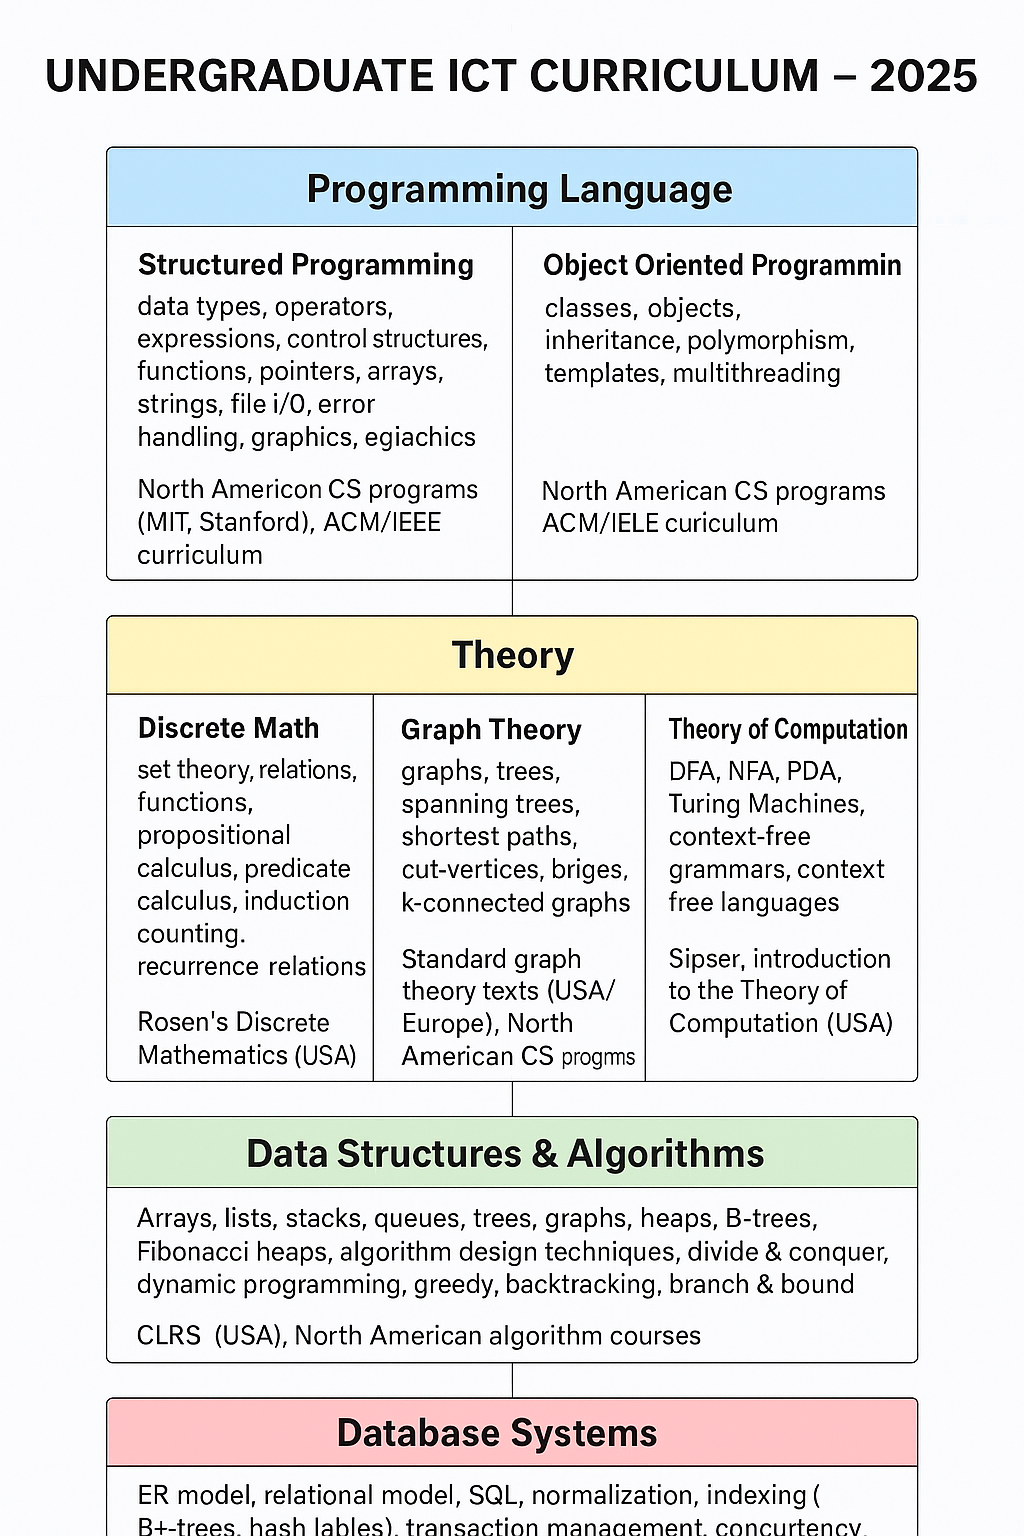 UNDERGRADUATE ICT CURRICULUM – 2025
Programming Language
Structured Programming
data types, operators,
expressions, control structures,
functions, pointers, arrays,
strings, file i/0, error
handling, graphics, egiachics
North Americon CS programs
(MIT, Stanford), ACM/IEEE
curriculum
Object Oriented Programmin
classes, objects,
inheritance, polymorphism,
templates, multithreading
North American CS programs
ACM/IELE curiculum
Theory
Discrete Math
set theory, relations,
functions,
propositional
calculus, predicate
calculus, induction
counting.
recurrence relations
Rosen's Discrete
Mathematics (USA)
Graph Theory
graphs, trees,
spanning trees,
shortest paths,
cut-vertices, briges,
k-connected graphs
Standard graph
theory texts (USA/
Europe), North
American CS progms
Theory of Computation
DFA, NFA, PDA,
Turing Machines,
context-free
grammars, context
free languages
Sipser, introduction
to the Theory of
Computation (USA)
Data Structures & Algorithms
Arrays, lists, stacks, queues, trees, graphs, heaps, B-trees,
Fibonacci heaps, algorithm design techniques, divide & conquer,
dynamic programming, greedy, backtracking, branch & bound
CLRS (USA), North American algorithm courses
Database Systems
ER model, relational model, SQL, normalization, indexing (
B+-trees, hash lables), transaction management, concurtency,